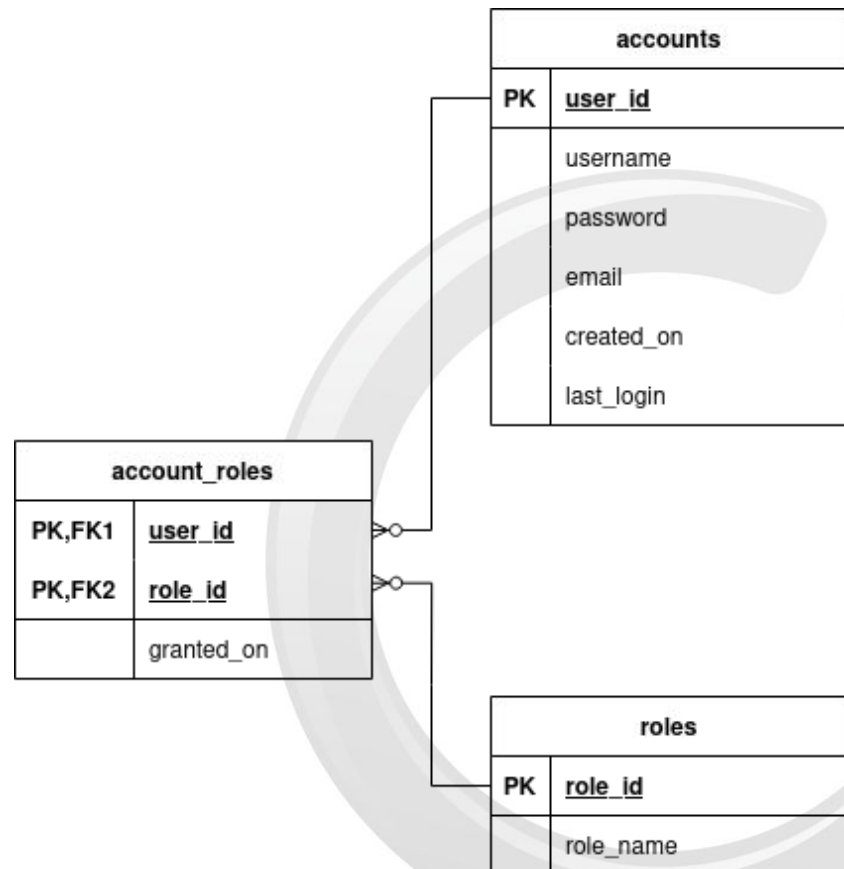 accounts
PK user_id
username
password
email
created_on
last_login
account_roles
PK,FK1 user_id
PK,FK2 role_id
granted_on
roles
PK role_id
role_name